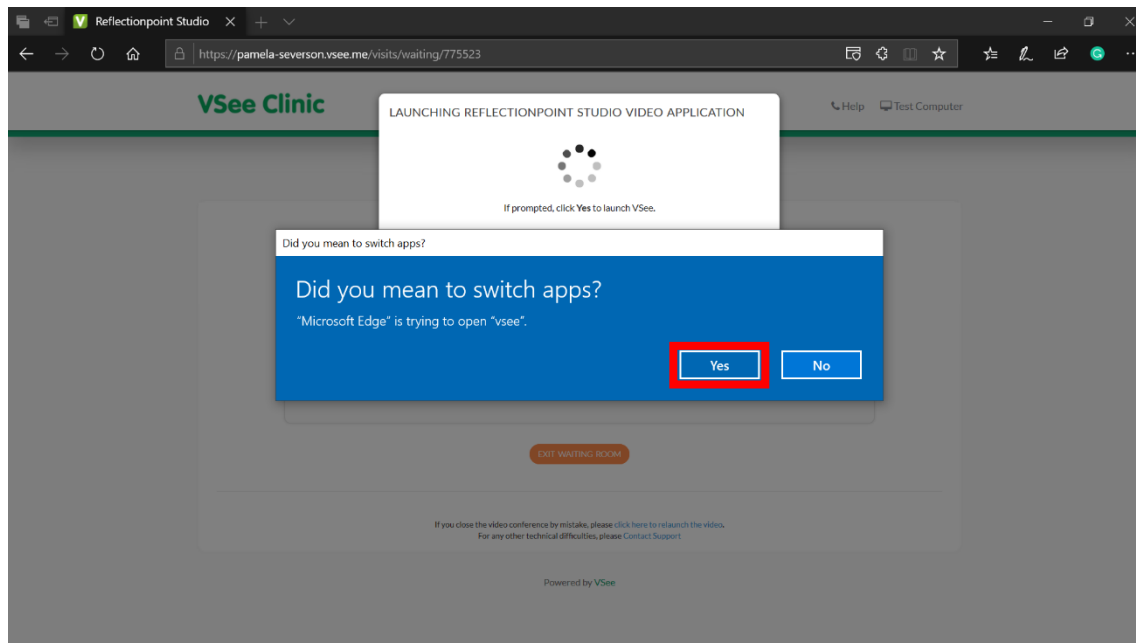 Reflectionpoint Studio
https://pamela-severson.vsee.me/visits/waiting/775523
VSee Clinic
Help
Test Computer
LAUNCHING REFLECTIONPOINT STUDIO VIDEO APPLICATION
If prompted, click Yes to launch VSee.
Did you mean to switch apps?
Did you mean to switch apps?
"Microsoft Edge" is trying to open "vsee".
Yes
No
EXIT WAITING ROOM
If you close the video conference by mistake, please click here to relaunch the video.
For any other technical difficulties, please Contact Support
Powered by VSee